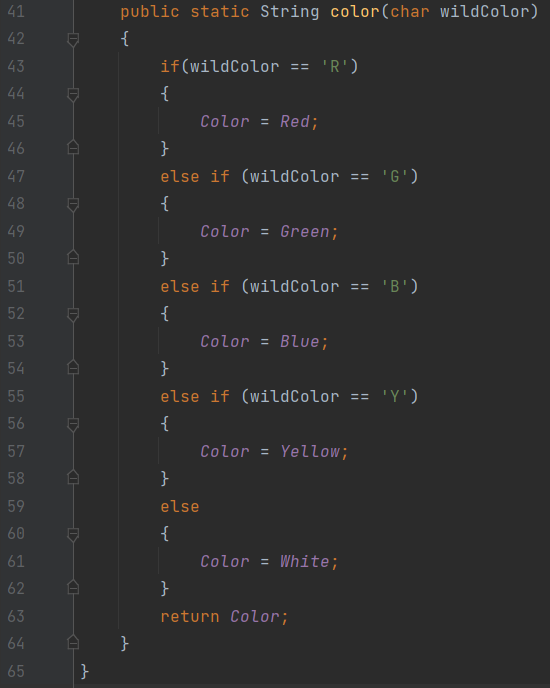 41 public static String color(char wildColor)
42 {
43 if(wildColor == 'R')
44 {
45 Color = Red;
46 }
47 else if (wildColor == 'G')
48 {
49 Color = Green;
50 }
51 else if (wildColor == 'B')
52 {
53 Color = Blue;
54 }
55 else if (wildColor == 'Y')
56 {
57 Color = Yellow;
58 }
59 else
60 {
61 Color = White;
62 }
63 return Color;
64 }
65 }